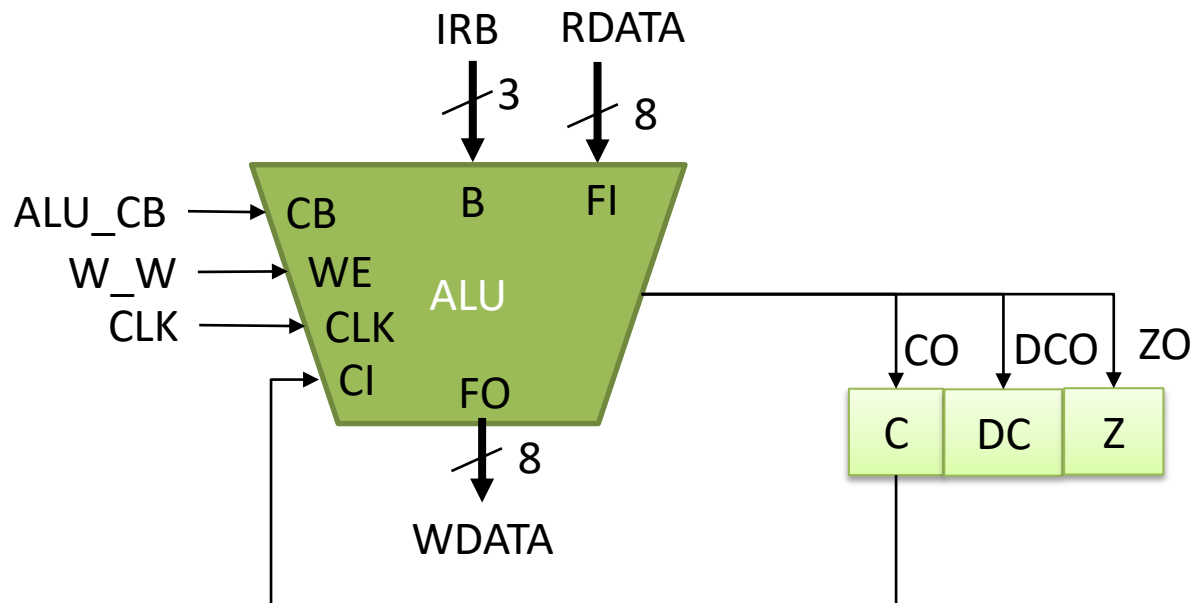 IRB RDATA
3
8
ALU_CB CB B FI
W_W WE
ALU
CLK CLK
CO DCO ZO
CI
FO
C DC Z
8
WDATA